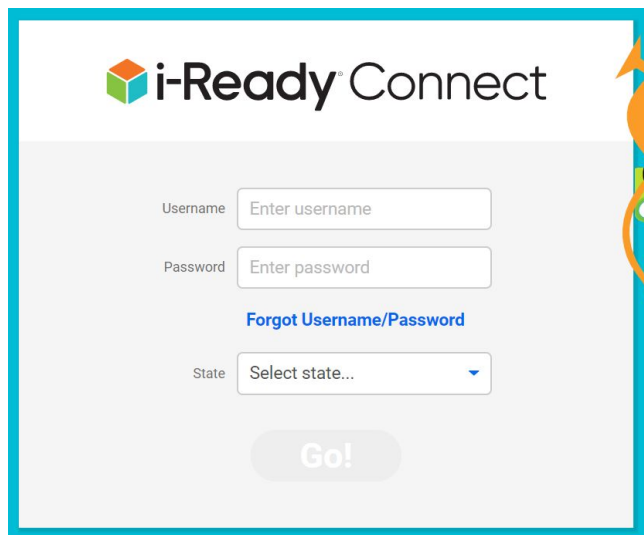 i-Ready® Connect
Username Enter username
Password Enter password
Forgot Username/Password
State Select state...
Go!